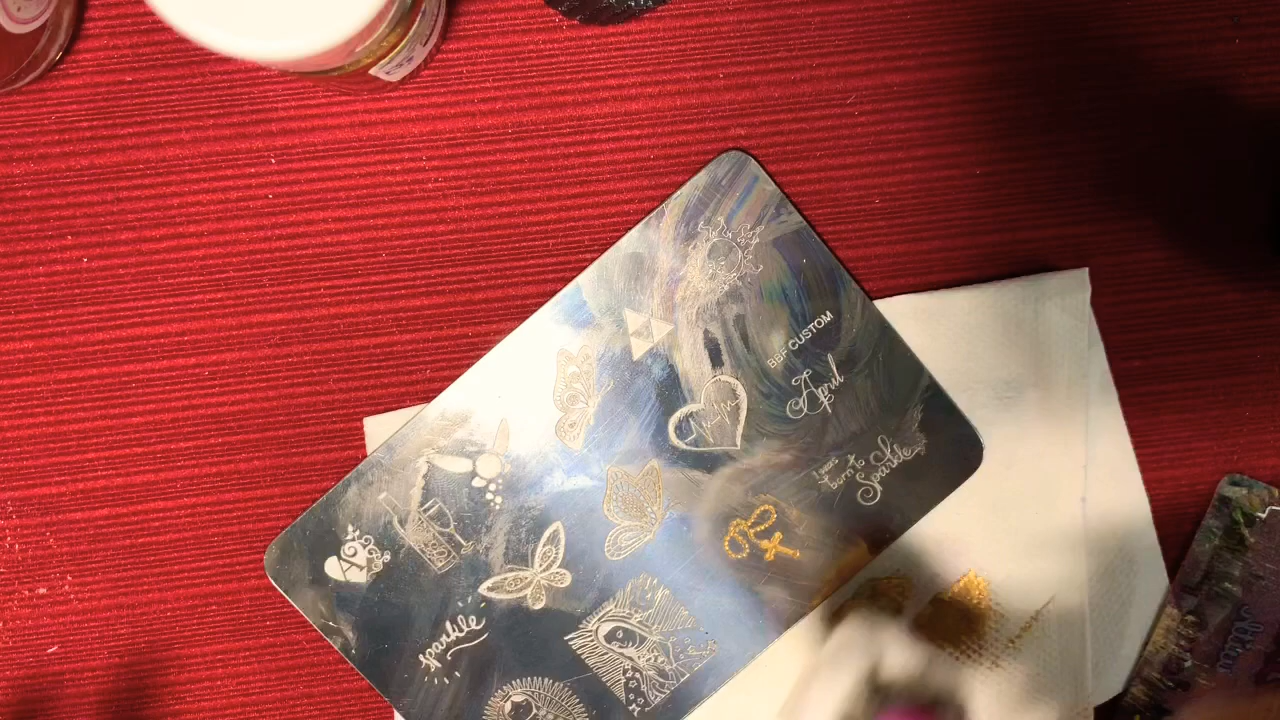 BBF CUSTOM
April
I was
born to
Sparkle
sparkle